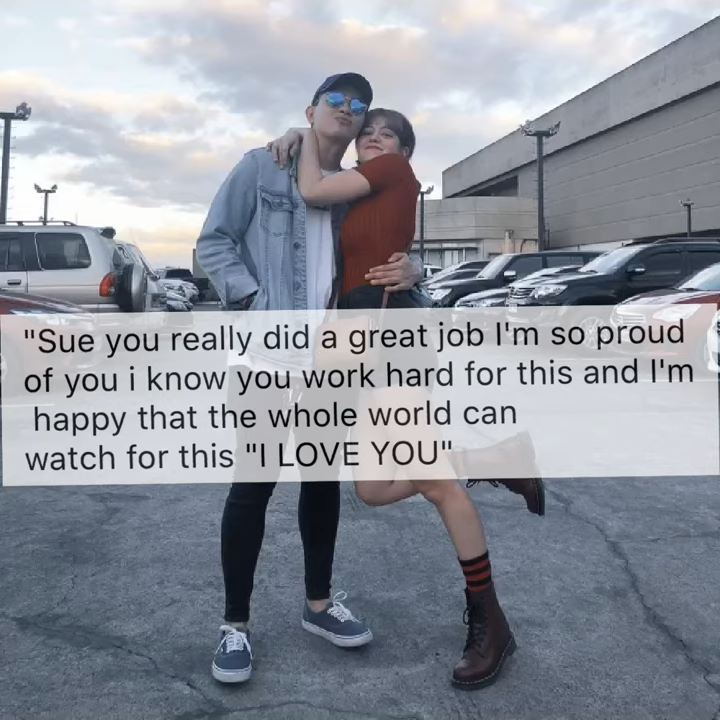 "Sue you really did a great job I'm so proud
of you i know you work hard for this and I'm
happy that the whole world can
watch for this "I LOVE YOU"